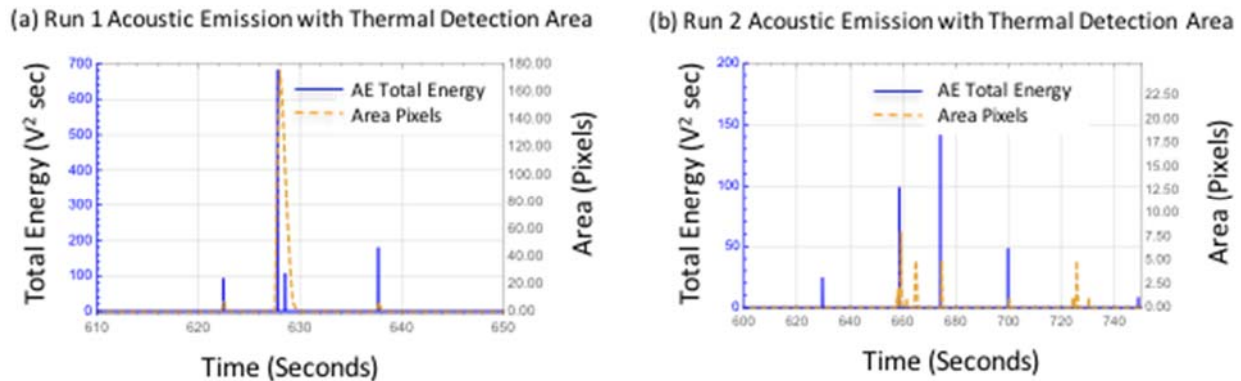 (a) Run 1 Acoustic Emission with Thermal Detection Area
Total Energy (V² sec)
700
600
500
400
300
200
100
0
AE Total Energy
Area Pixels
180.00
160.00
140.00
120.00
100.00
80.00
60.00
40.00
20.00
0.00
Area (Pixels)
610 620 630 640 650
Time (Seconds)
(b) Run 2 Acoustic Emission with Thermal Detection Area
Total Energy (V² sec)
200
150
100
50
0
AE Total Energy
Area Pixels
22.50
20.00
17.50
15.00
12.50
10.00
7.50
5.00
2.50
0.00
Area (Pixels)
600 620 640 660 680 700 720 740
Time (Seconds)